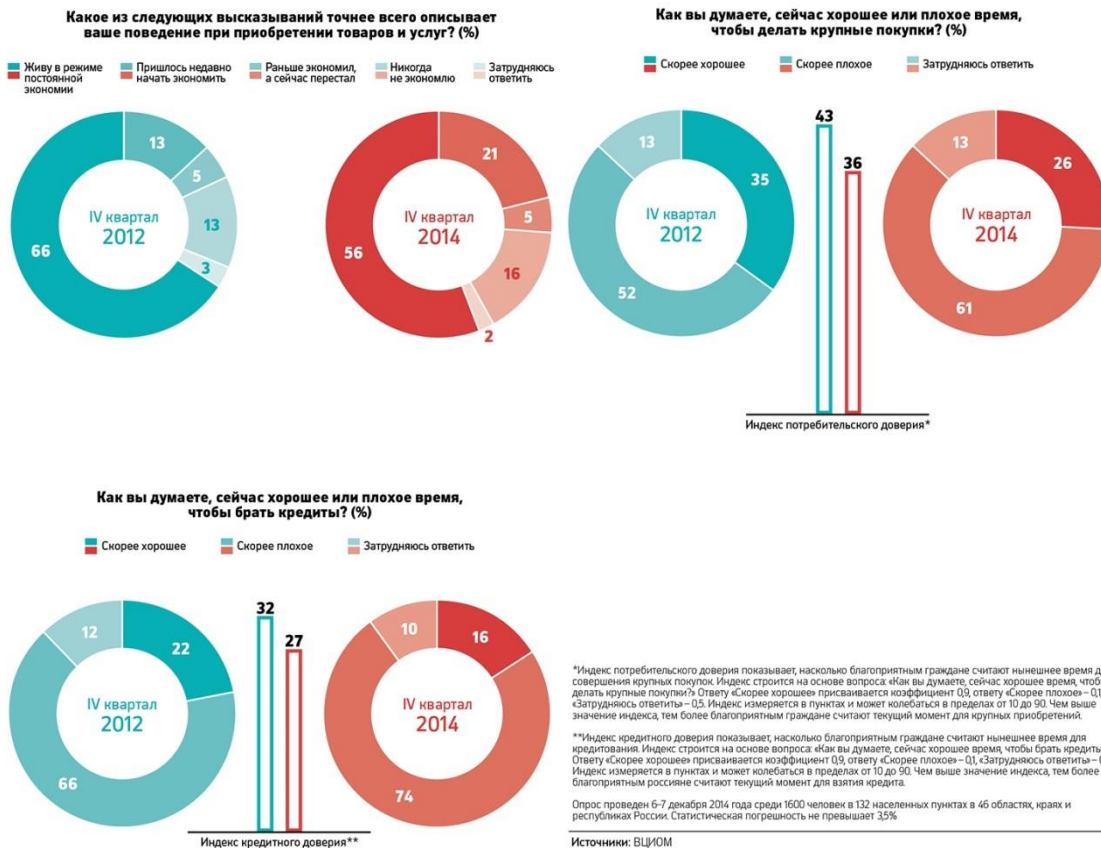 Какое из следующих высказываний точнее всего описывает
ваше поведение при приобретении товаров и услуг? (%)
Живу в режиме
постоянной
экономии
Пришлось недавно
начать экономить
Раньше экономил,
а сейчас перестал
Никогда
не экономлю
Затрудняюсь
ответить
13
5
13
3
66
IV квартал
2012
21
5
16
2
56
IV квартал
2014
Как вы думаете, сейчас хорошее или плохое время,
чтобы делать крупные покупки? (%)
Скорее хорошее
Скорее плохое
Затрудняюсь ответить
13
35
52
IV квартал
2012
43
36
Индекс потребительского доверия*
13
26
61
IV квартал
2014
Как вы думаете, сейчас хорошее или плохое время,
чтобы брать кредиты? (%)
Скорее хорошее
Скорее плохое
Затрудняюсь ответить
12
22
66
IV квартал
2012
32
27
Индекс кредитного доверия**
10
16
74
IV квартал
2014
*Индекс потребительского доверия показывает, насколько благоприятным граждане считают нынешнее время
совершения крупных покупок. Индекс строится на основе вопроса: «Как вы думаете, сейчас хорошее время,
делать крупные покупки?» Ответу «Скорее хорошее» присваивается коэффициент 0,9, ответу «Скорее плохое» – 0,1
«Затрудняюсь ответить» – 0,5. Индекс измеряется в пунктах и может колебаться в пределах от 10 до 90. Чем выше
значение индекса, тем более благоприятным граждане считают текущий момент для крупных приобретений.
**Индекс кредитного доверия показывает, насколько благоприятным граждане считают нынешнее время для
кредитования. Индекс строится на основе вопроса: «Как вы думаете, сейчас хорошее время, чтобы брать
Ответу «Скорее хорошее» присваивается коэффициент 0,9, ответу «Скорее плохое» – 0,1, «Затрудняюсь ответить» –
Индекс измеряется в пунктах и может колебаться в пределах от 10 до 90. Чем выше значение индекса, тем более
благоприятным россияне считают текущий момент для взятия кредита.
Опрос проведен 6–7 декабря 2014 года среди 1600 человек в 132 населенных пунктах в 46 областях, краях и
республиках России. Статистическая погрешность не превышает 3,5%
Источники: ВЦИОМ